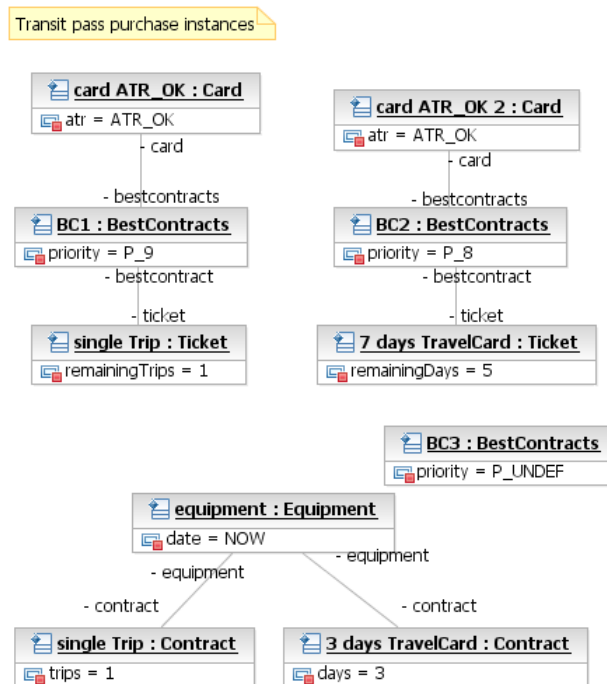 Transit pass purchase instances
card ATR_OK : Card
atr = ATR_OK
- card
- bestcontracts
BC1 : BestContracts
priority = P_9
- bestcontract
- ticket
single Trip : Ticket
remainingTrips = 1
card ATR_OK 2 : Card
atr = ATR_OK
- card
- bestcontracts
BC2 : BestContracts
priority = P_8
- bestcontract
- ticket
7 days TravelCard : Ticket
remainingDays = 5
BC3 : BestContracts
priority = P_UNDEF
equipment : Equipment
date = NOW
- equipment
- equipment
- contract
- contract
single Trip : Contract
trips = 1
3 days TravelCard : Contract
days = 3